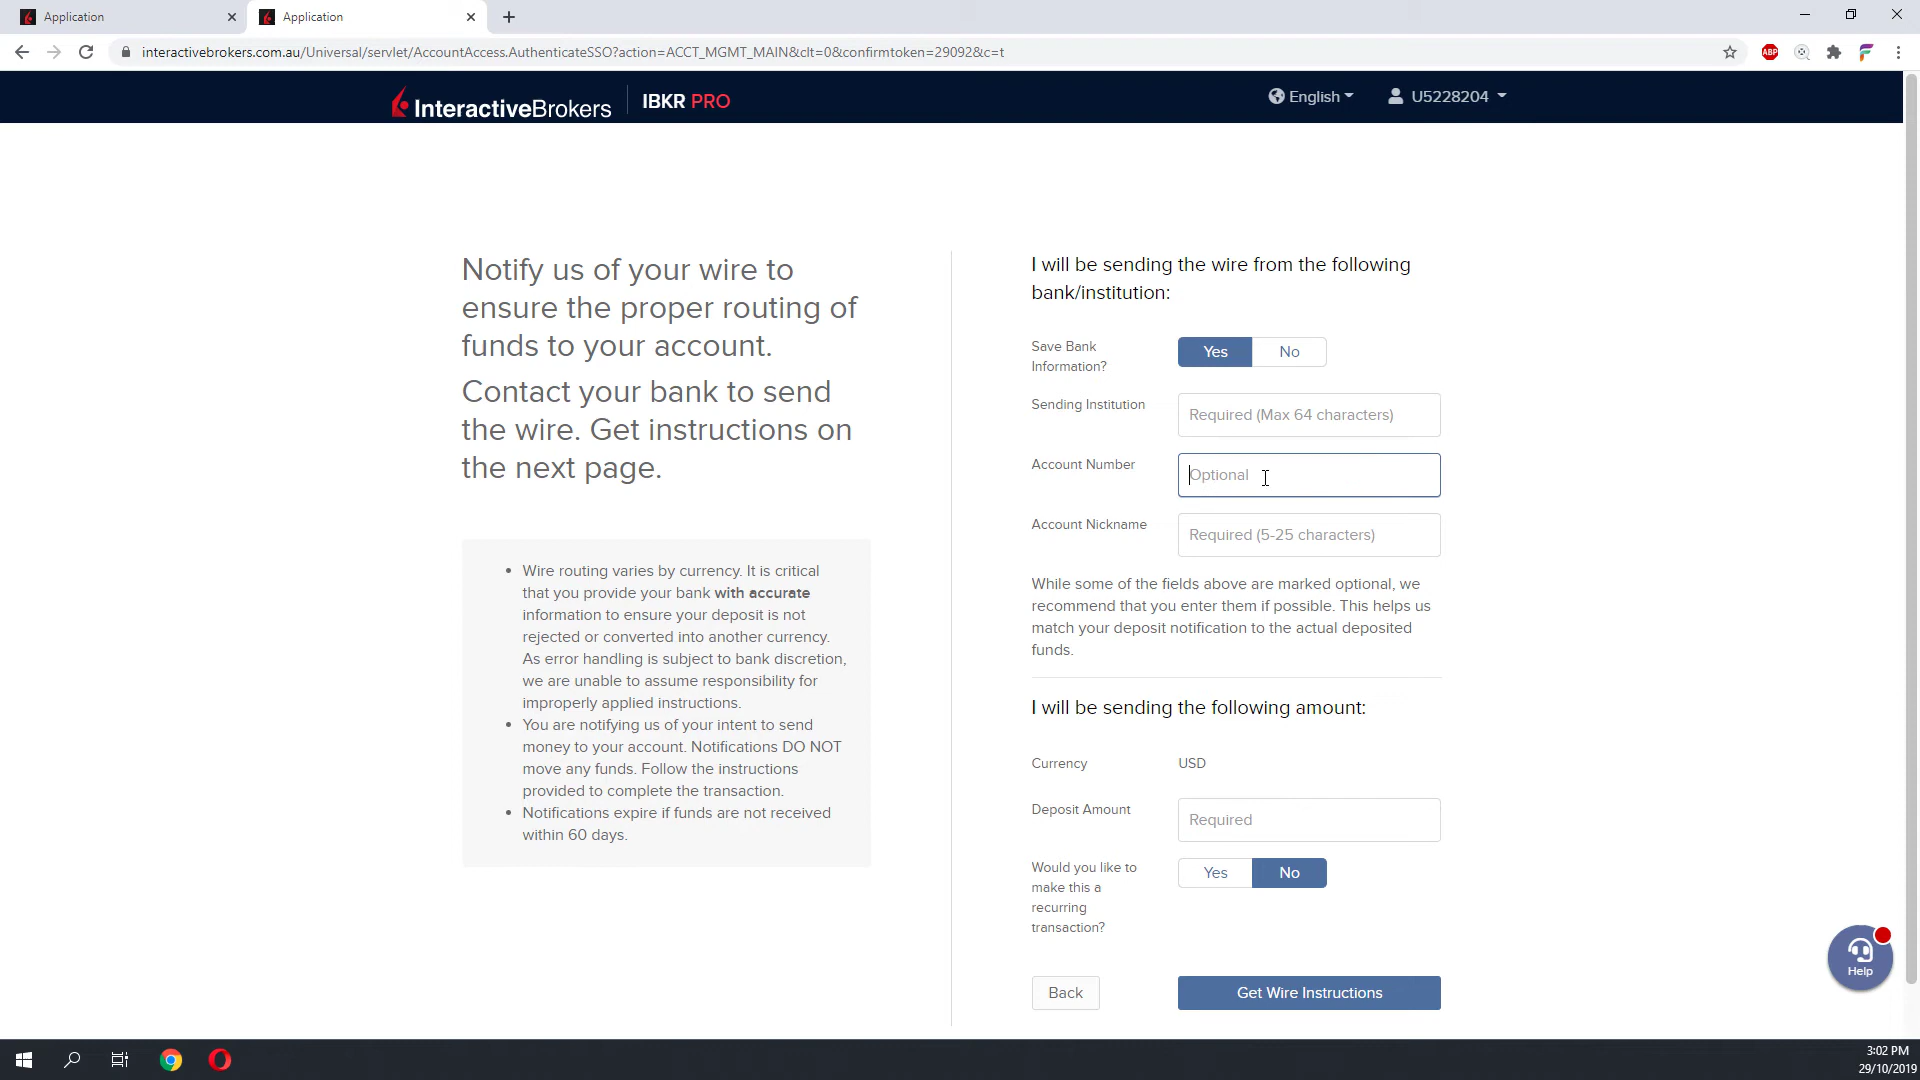 Application
Application
interactivebrokers.com.au/Universal/servlet/AccountAccess.AuthenticateSSO?action=ACCT_MGMT_MAIN&clt=0&confirmtoken=29092&c=t
ABP
InteractiveBrokers
IBKR PRO
English
U5228204
Notify us of your wire to
ensure the proper routing of
funds to your account.
Contact your bank to send
the wire. Get instructions on
the next page.
• Wire routing varies by currency. It is critical
that you provide your bank with accurate
information to ensure your deposit is not
rejected or converted into another currency.
As error handling is subject to bank discretion,
we are unable to assume responsibility for
improperly applied instructions.
• You are notifying us of your intent to send
money to your account. Notifications DO NOT
move any funds. Follow the instructions
provided to complete the transaction.
• Notifications expire if funds are not received
within 60 days.
I will be sending the wire from the following
bank/institution:
Save Bank
Information?
Yes
No
Sending Institution
Required (Max 64 characters)
Account Number
Optional
Account Nickname
Required (5-25 characters)
While some of the fields above are marked optional, we
recommend that you enter them if possible. This helps us
match your deposit notification to the actual deposited
funds.
I will be sending the following amount:
Currency
USD
Deposit Amount
Required
Would you like to
make this a
recurring
transaction?
Yes
No
Back
Get Wire Instructions
Help
3:02 PM
29/10/2019